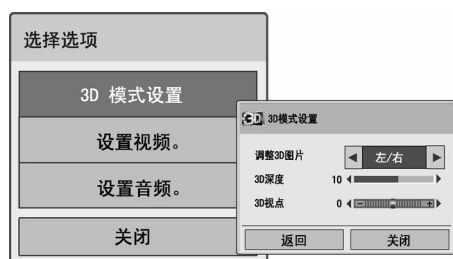 选择选项
3D 模式设置
设置视频。
设置音频。
关闭
3D 3D模式设置
调整3D图片 ◀ 左/右 ▶
3D深度 10
3D视点 0 − +
返回 关闭